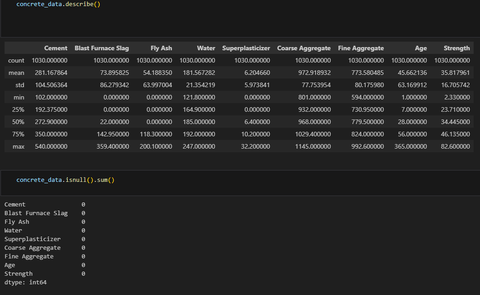 concrete_data.describe()
Cement Blast Furnace Slag Fly Ash Water Superplasticizer Coarse Aggregate Fine Aggregate Age Strength
count 1030.000000 1030.000000 1030.000000 1030.000000 1030.000000 1030.000000 1030.000000 1030.000000 1030.000000
mean 281.167864 73.895825 54.188350 181.567282 6.204660 972.918932 773.580485 45.662136 35.817961
std 104.506364 86.279342 63.997004 21.354219 5.973841 77.753954 80.175980 63.169912 16.705742
min 102.000000 0.000000 0.000000 121.800000 0.000000 801.000000 594.000000 1.000000 2.330000
25% 192.375000 0.000000 0.000000 164.900000 0.000000 932.000000 730.950000 7.000000 23.710000
50% 272.900000 22.000000 0.000000 185.000000 6.400000 968.000000 779.500000 28.000000 34.445000
75% 350.000000 142.950000 118.300000 192.000000 10.200000 1029.400000 824.000000 56.000000 46.135000
max 540.000000 359.400000 200.100000 247.000000 32.200000 1145.000000 992.600000 365.000000 82.600000
concrete_data.isnull().sum()
Cement 0
Blast Furnace Slag 0
Fly Ash 0
Water 0
Superplasticizer 0
Coarse Aggregate 0
Fine Aggregate 0
Age 0
Strength 0
dtype: int64